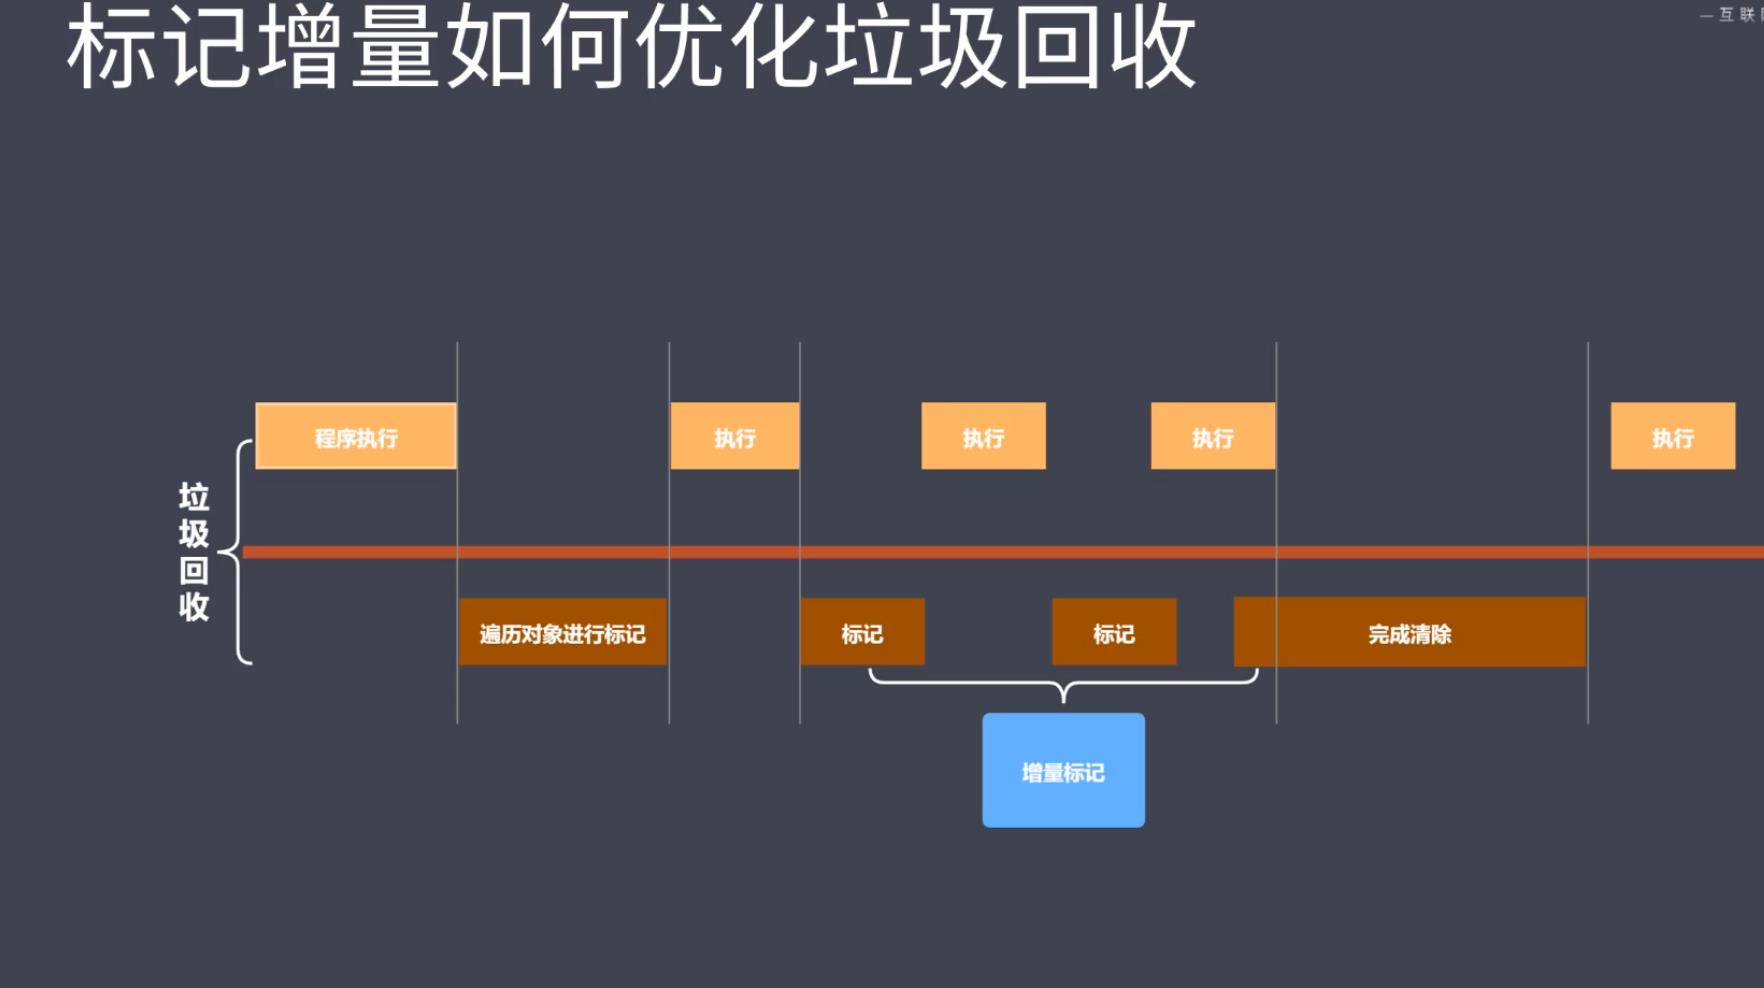 标记增量如何优化垃圾回收
—互联
程序执行
执行
执行
执行
执行
垃圾回收
遍历对象进行标记
标记
标记
完成清除
增量标记